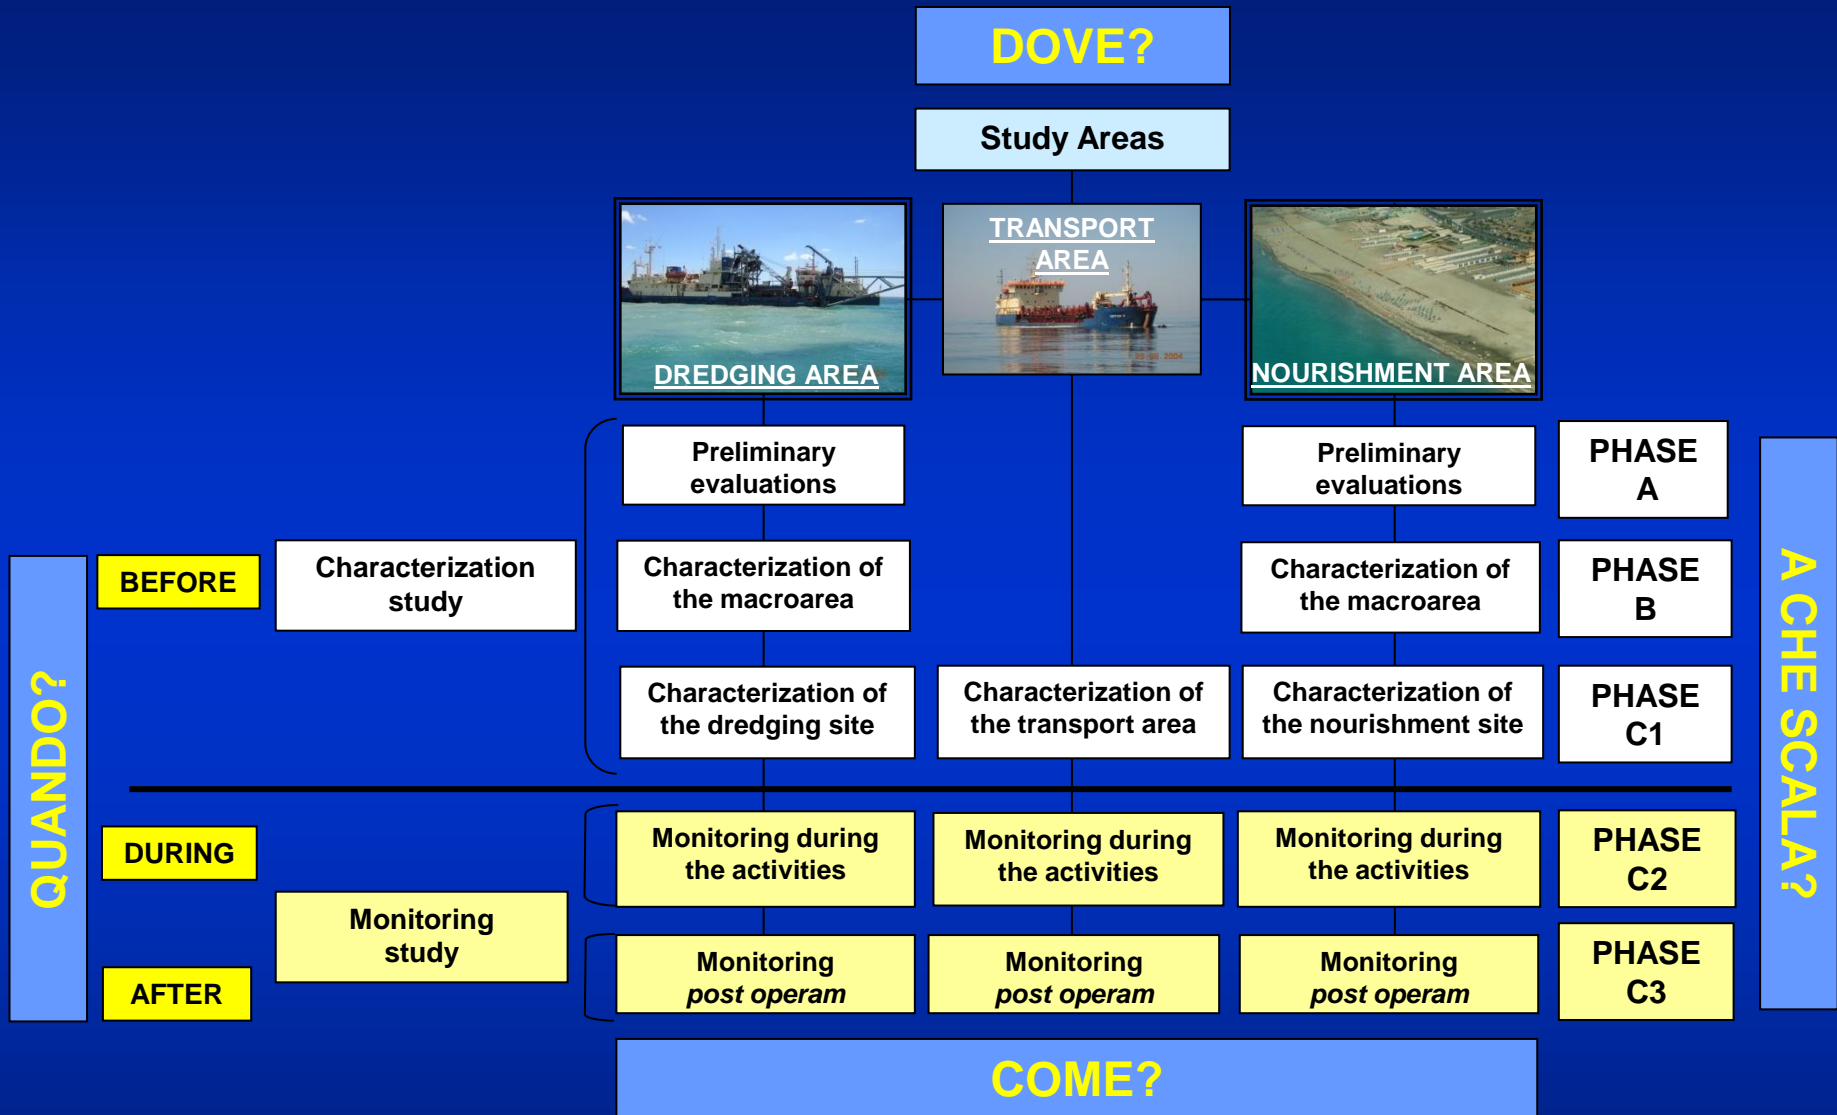 DOVE?
Study Areas
DREDGING AREA
TRANSPORT
AREA
29 06 2004
NOURISHMENT AREA
Preliminary
evaluations
Preliminary
evaluations
PHASE
A
QUANDO?
BEFORE
Characterization
study
Characterization of
the macroarea
Characterization of
the macroarea
PHASE
B
A CHE SCALA?
Characterization of
the dredging site
Characterization of
the transport area
Characterization of
the nourishment site
PHASE
C1
DURING
Monitoring during
the activities
Monitoring during
the activities
Monitoring during
the activities
PHASE
C2
Monitoring
study
AFTER
Monitoring
post operam
Monitoring
post operam
Monitoring
post operam
PHASE
C3
COME?